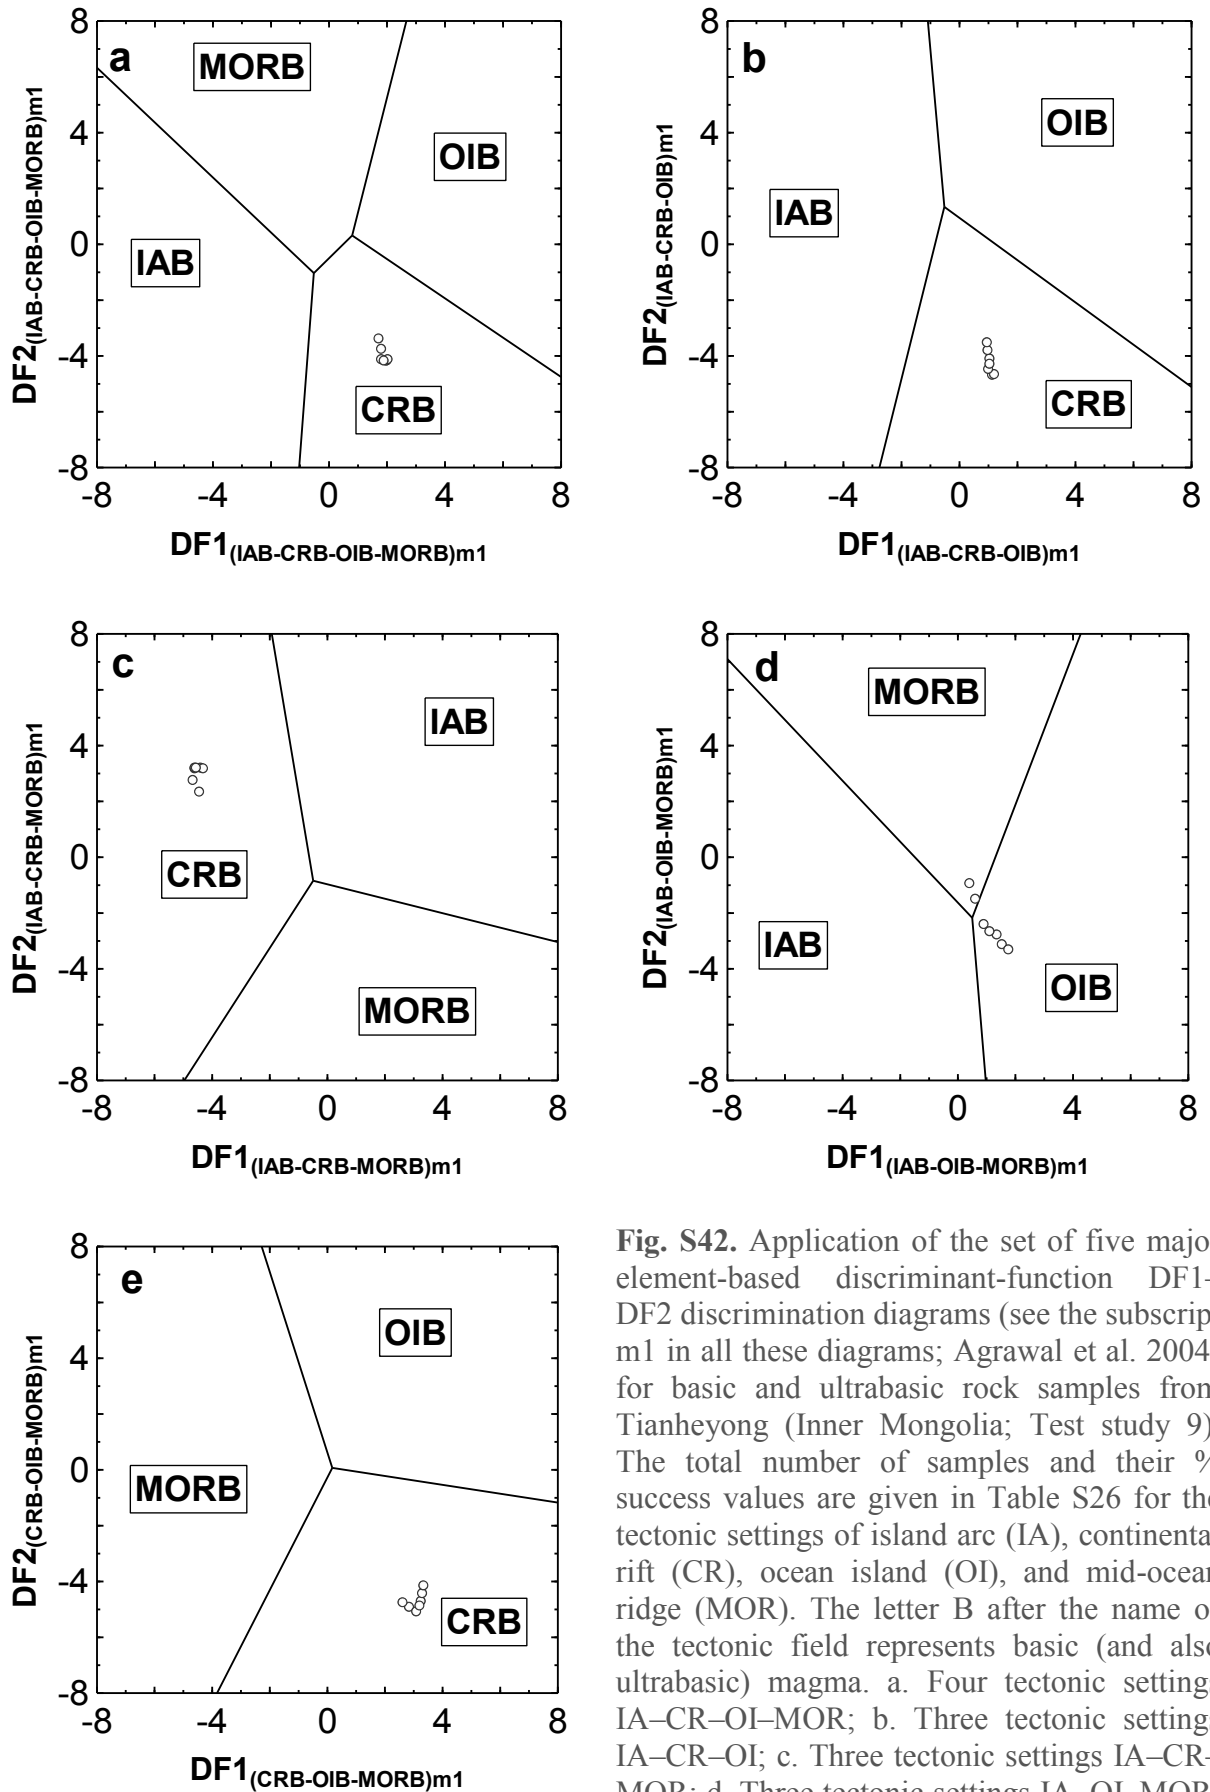 8
4
0
-4
-8
-8 -4 0 4 8
a
MORB
OIB
IAB
CRB
DF2(IAB-CRB-OIB-MORB)m1
DF1(IAB-CRB-OIB-MORB)m1
8
4
0
-4
-8
-8 -4 0 4 8
b
OIB
IAB
CRB
DF2(IAB-CRB-OIB)m1
DF1(IAB-CRB-OIB)m1
8
4
0
-4
-8
-8 -4 0 4 8
c
IAB
CRB
MORB
DF2(IAB-CRB-MORB)m1
DF1(IAB-CRB-MORB)m1
8
4
0
-4
-8
-8 -4 0 4 8
d
MORB
IAB
OIB
DF2(IAB-OIB-MORB)m1
DF1(IAB-OIB-MORB)m1
8
4
0
-4
-8
-8 -4 0 4 8
e
OIB
MORB
CRB
DF2(CRB-OIB-MORB)m1
DF1(CRB-OIB-MORB)m1
Fig. S42. Application of the set of five major
element-based discriminant-function DF1–
DF2 discrimination diagrams (see the subscrip
m1 in all these diagrams; Agrawal et al. 2004
for basic and ultrabasic rock samples from
Tianheyong (Inner Mongolia; Test study 9)
The total number of samples and their %
success values are given in Table S26 for the
tectonic settings of island arc (IA), continenta
rift (CR), ocean island (OI), and mid-ocean
ridge (MOR). The letter B after the name o
the tectonic field represents basic (and also
ultrabasic) magma. a. Four tectonic setting
IA–CR–OI–MOR; b. Three tectonic setting
IA–CR–OI; c. Three tectonic settings IA–CR–
MOR; d. Three tectonic settings IA–OI–MOR